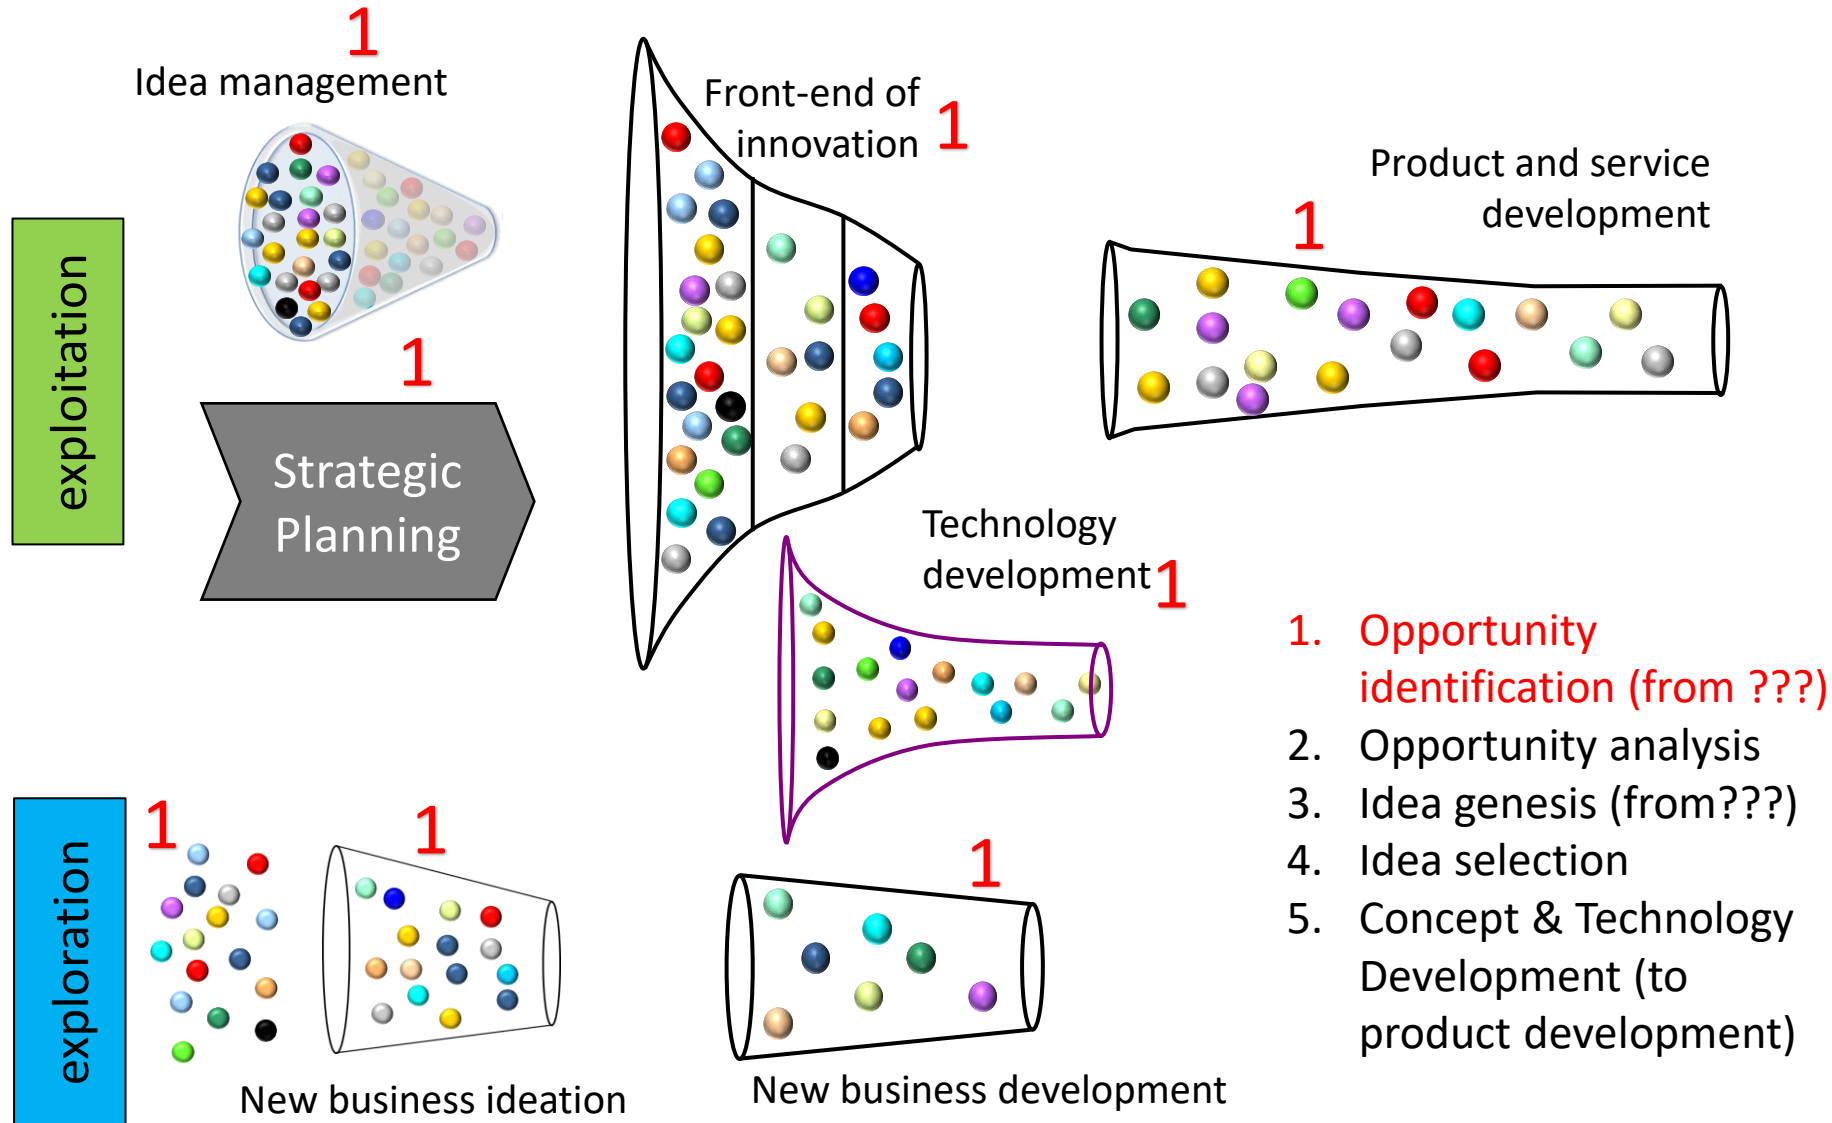 1
Idea management
Front-end of
innovation 1
Product and service
development
1
exploitation
1
Strategic
Planning
Technology
development 1
1. Opportunity
identification (from ???)
2. Opportunity analysis
3. Idea genesis (from???)
4. Idea selection
5. Concept & Technology
Development (to
product development)
exploration
1
1
New business ideation
1
New business development